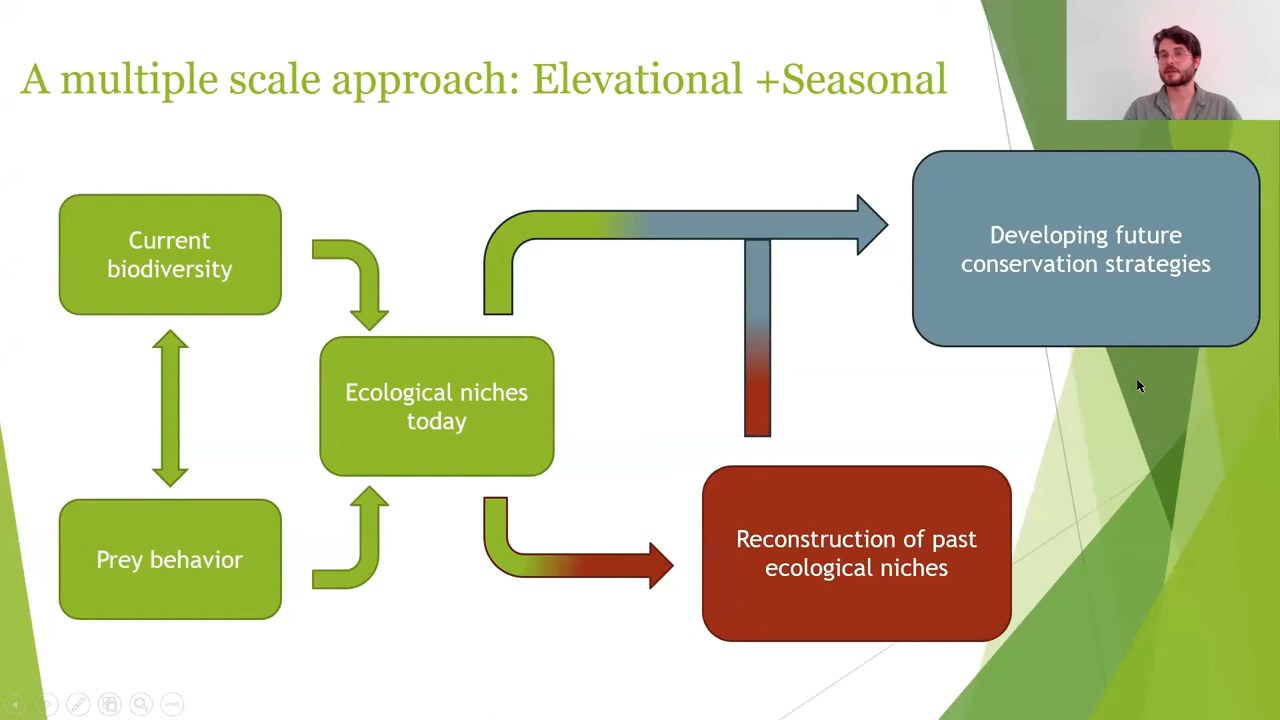 A multiple scale approach: Elevational +Seasonal
Current
biodiversity
Prey behavior
Ecological niches
today
Developing future
conservation strategies
Reconstruction of past
ecological niches